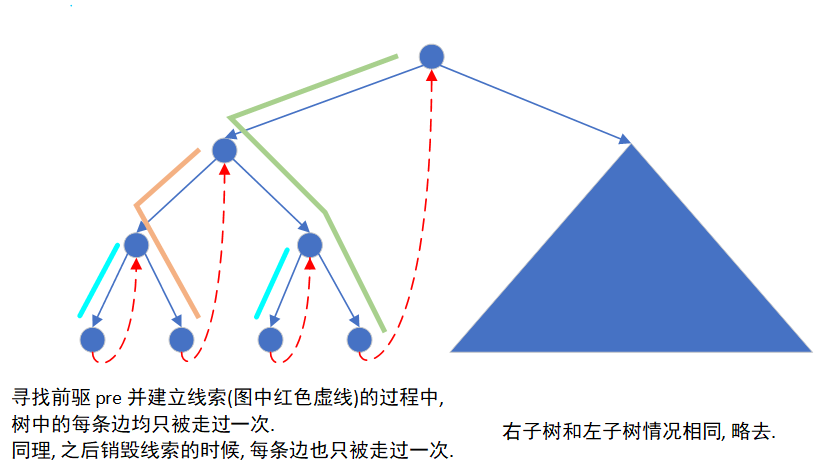 寻找前驱 pre 并建立线索(图中红色虚线)的过程中,
树中的每条边均只被走过一次.
同理, 之后销毁线索的时候, 每条边也只被走过一次.
右子树和左子树情况相同, 略去.